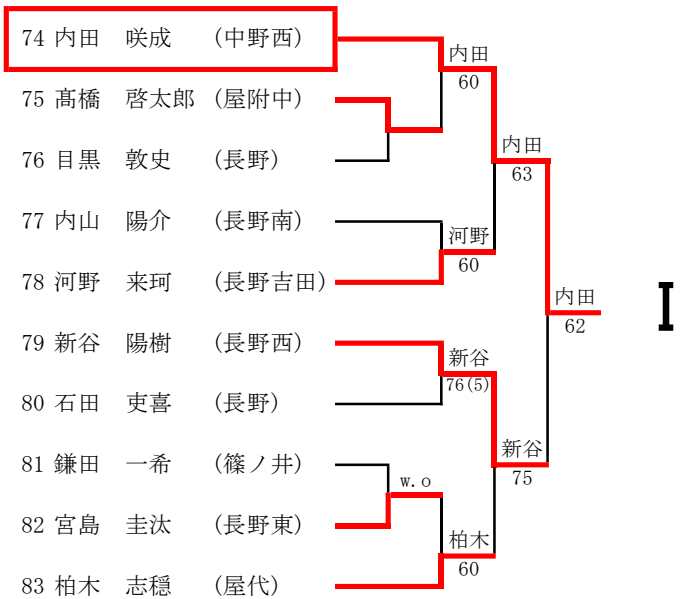 74 内田 咲成 (中野西)
75 髙橋 啓太郎 (屋附中)
76 目黒 敦史 (長野)
77 内山 陽介 (長野南)
78 河野 来珂 (長野吉田)
79 新谷 陽樹 (長野西)
80 石田 吏喜 (長野)
81 鎌田 一希 (篠ノ井)
82 宮島 圭汰 (長野東)
83 柏木 志穏 (屋代)
内田
60
河野
60
新谷
76(5)
w.o
柏木
60
内田
63
新谷
75
内田
62
I